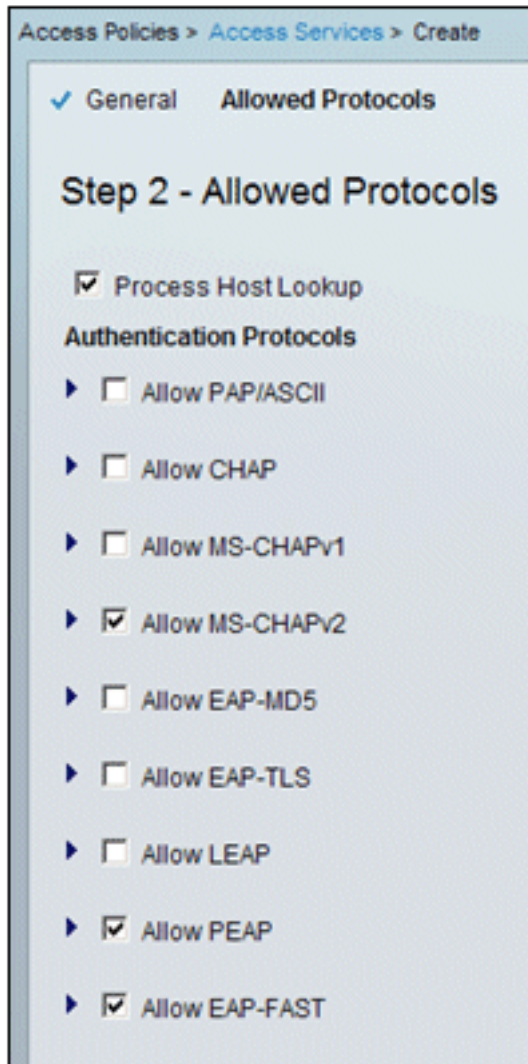 Access Policies > Access Services > Create
General Allowed Protocols
Step 2 - Allowed Protocols
Process Host Lookup
Authentication Protocols
Allow PAP/ASCII
Allow CHAP
Allow MS-CHAPv1
Allow MS-CHAPv2
Allow EAP-MD5
Allow EAP-TLS
Allow LEAP
Allow PEAP
Allow EAP-FAST